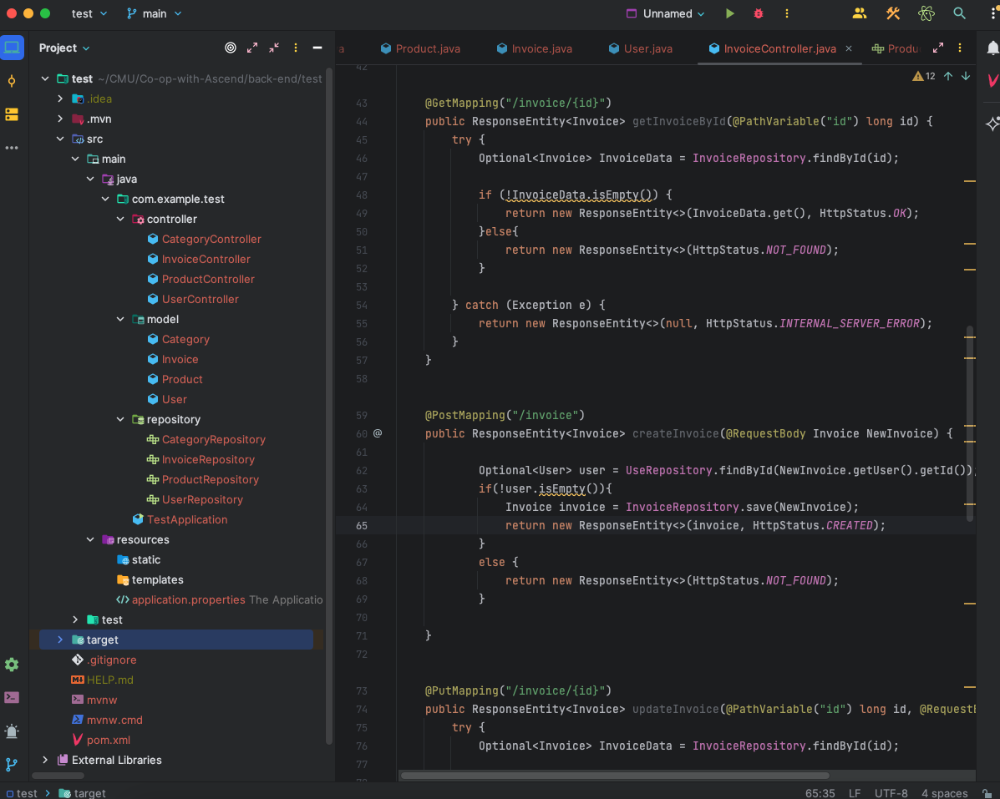 test
main
Unnamed
Project
a
Product.java
Invoice.java
User.java
InvoiceController.java
Produ
test ~/CMU/Co-op-with-Ascend/back-end/test
.idea
.mvn
src
main
java
com.example.test
controller
CategoryController
InvoiceController
ProductController
UserController
model
Category
Invoice
Product
User
repository
CategoryRepository
InvoiceRepository
ProductRepository
UserRepository
TestApplication
resources
static
templates
application.properties The Applicatio
test
target
.gitignore
HELP.md
mvnw
mvnw.cmd
pom.xml
External Libraries
12
42
43 @GetMapping("/invoice/{id}")
44 public ResponseEntity<Invoice> getInvoiceById(@PathVariable("id") long id) {
45 try {
46 Optional<Invoice> InvoiceData = InvoiceRepository.findById(id);
47
48 if (!InvoiceData.isEmpty()) {
49 return new ResponseEntity<>(InvoiceData.get(), HttpStatus.OK);
50 }else{
51 return new ResponseEntity<>(HttpStatus.NOT_FOUND);
52 }
53
54 } catch (Exception e) {
55 return new ResponseEntity<>(null, HttpStatus.INTERNAL_SERVER_ERROR);
56 }
57 }
58
59 @PostMapping("/invoice")
60 @ public ResponseEntity<Invoice> createInvoice(@RequestBody Invoice NewInvoice) {
61
62 Optional<User> user = UseRepository.findById(NewInvoice.getUser().getId());
63 if(!user.isEmpty()){
64 Invoice invoice = InvoiceRepository.save(NewInvoice);
65 return new ResponseEntity<>(invoice, HttpStatus.CREATED);
66 }
67 else {
68 return new ResponseEntity<>(HttpStatus.NOT_FOUND);
69 }
70
71 }
72
73 @PutMapping("/invoice/{id}")
74 public ResponseEntity<Invoice> updateInvoice(@PathVariable("id") long id, @RequestB
75 try {
76 Optional<Invoice> InvoiceData = InvoiceRepository.findById(id);
77
test > target
65:35 LF UTF-8 4 spaces